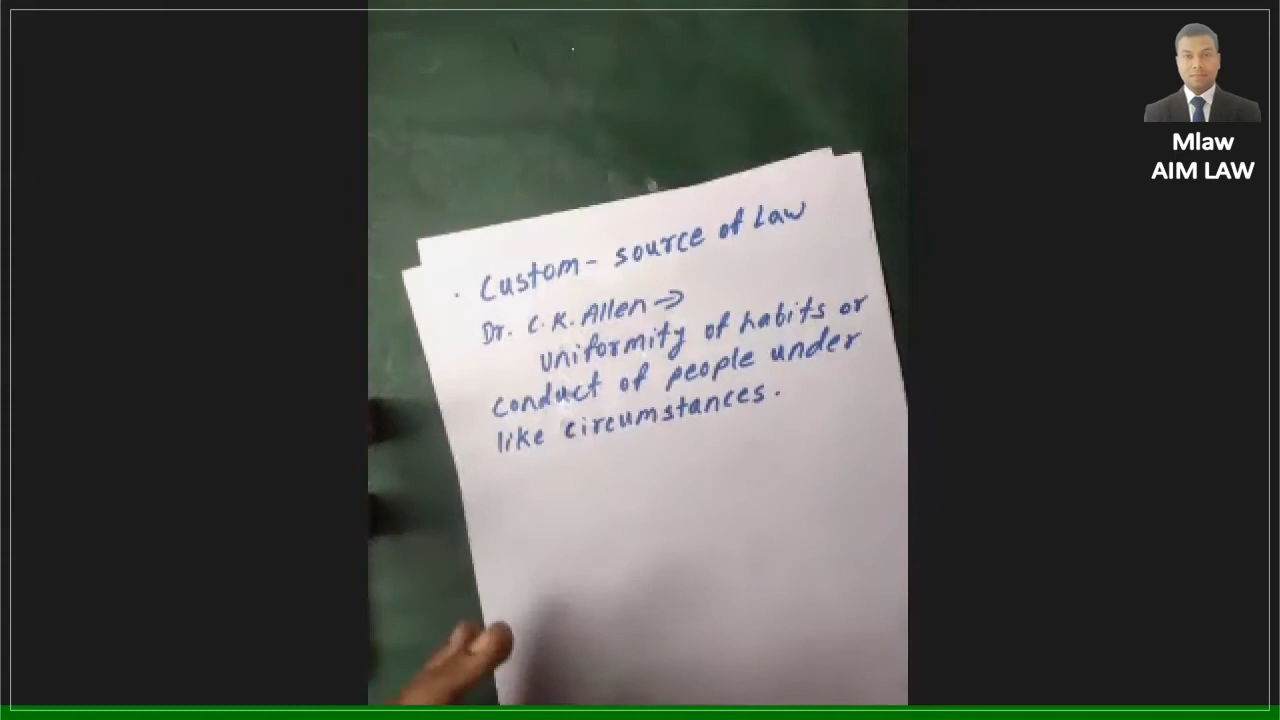 Mlaw
AIM LAW
. Custom - source of Law
Dr. C.K. Allen →
uniformity of habits or
conduct of people under
like circumstances.